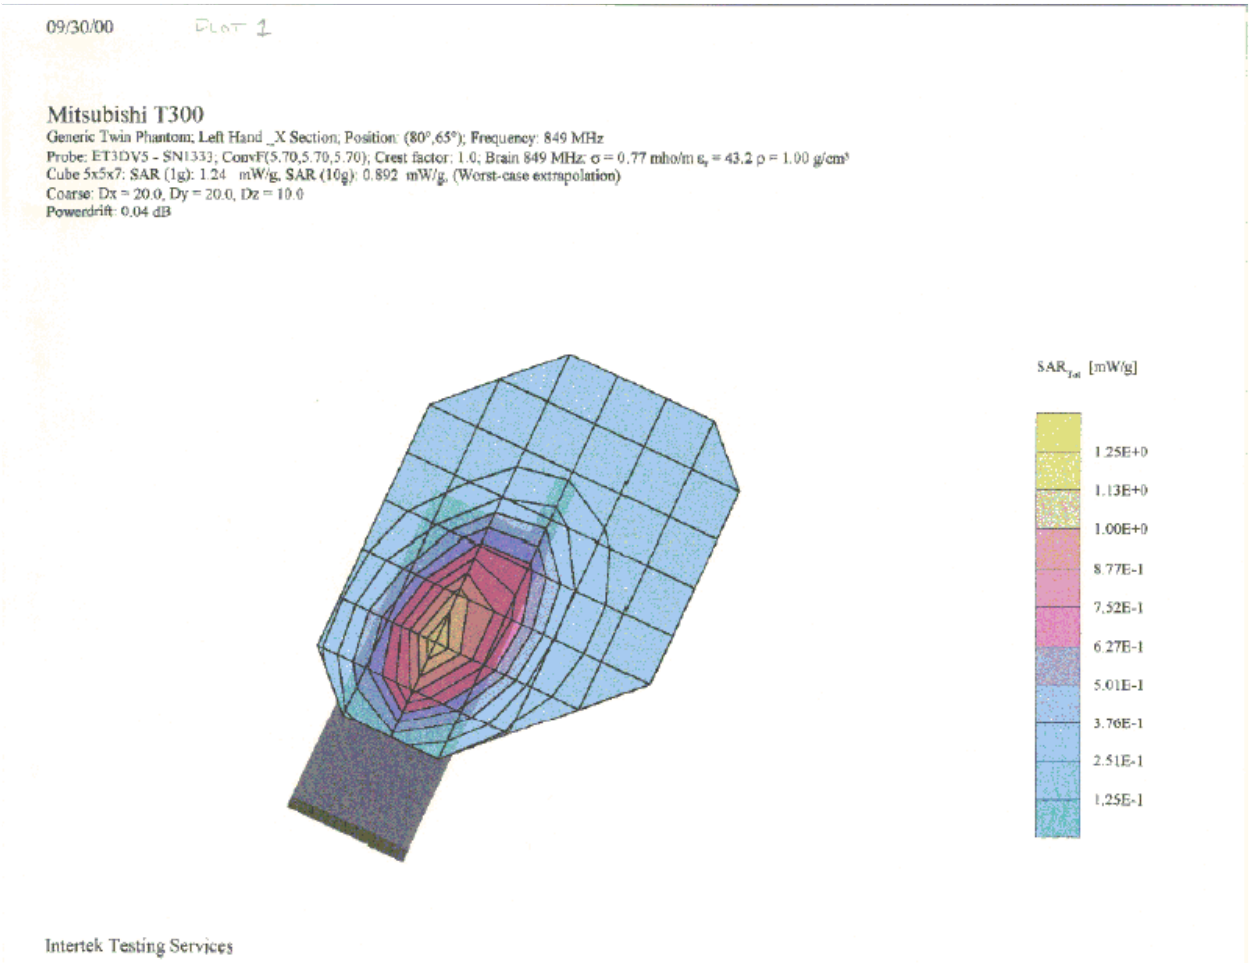 09/30/00 PLOT 1
Mitsubishi T300
Generic Twin Phantom; Left Hand _X Section; Position: (80°,65°); Frequency: 849 MHz
Probe: ET3DV5 - SN1333; ConvF(5.70,5.70,5.70); Crest factor: 1.0; Brain 849 MHz: σ = 0.77 mho/m εr = 43.2 ρ = 1.00 g/cm³
Cube 5x5x7: SAR (1g): 1.24 mW/g, SAR (10g): 0.892 mW/g, (Worst-case extrapolation)
Coarse: Dx = 20.0, Dy = 20.0, Dz = 10.0
Powerdrift: 0.04 dB
SARTot [mW/g]
1.25E+0
1.13E+0
1.00E+0
8.77E-1
7.52E-1
6.27E-1
5.01E-1
3.76E-1
2.51E-1
1.25E-1
Intertek Testing Services